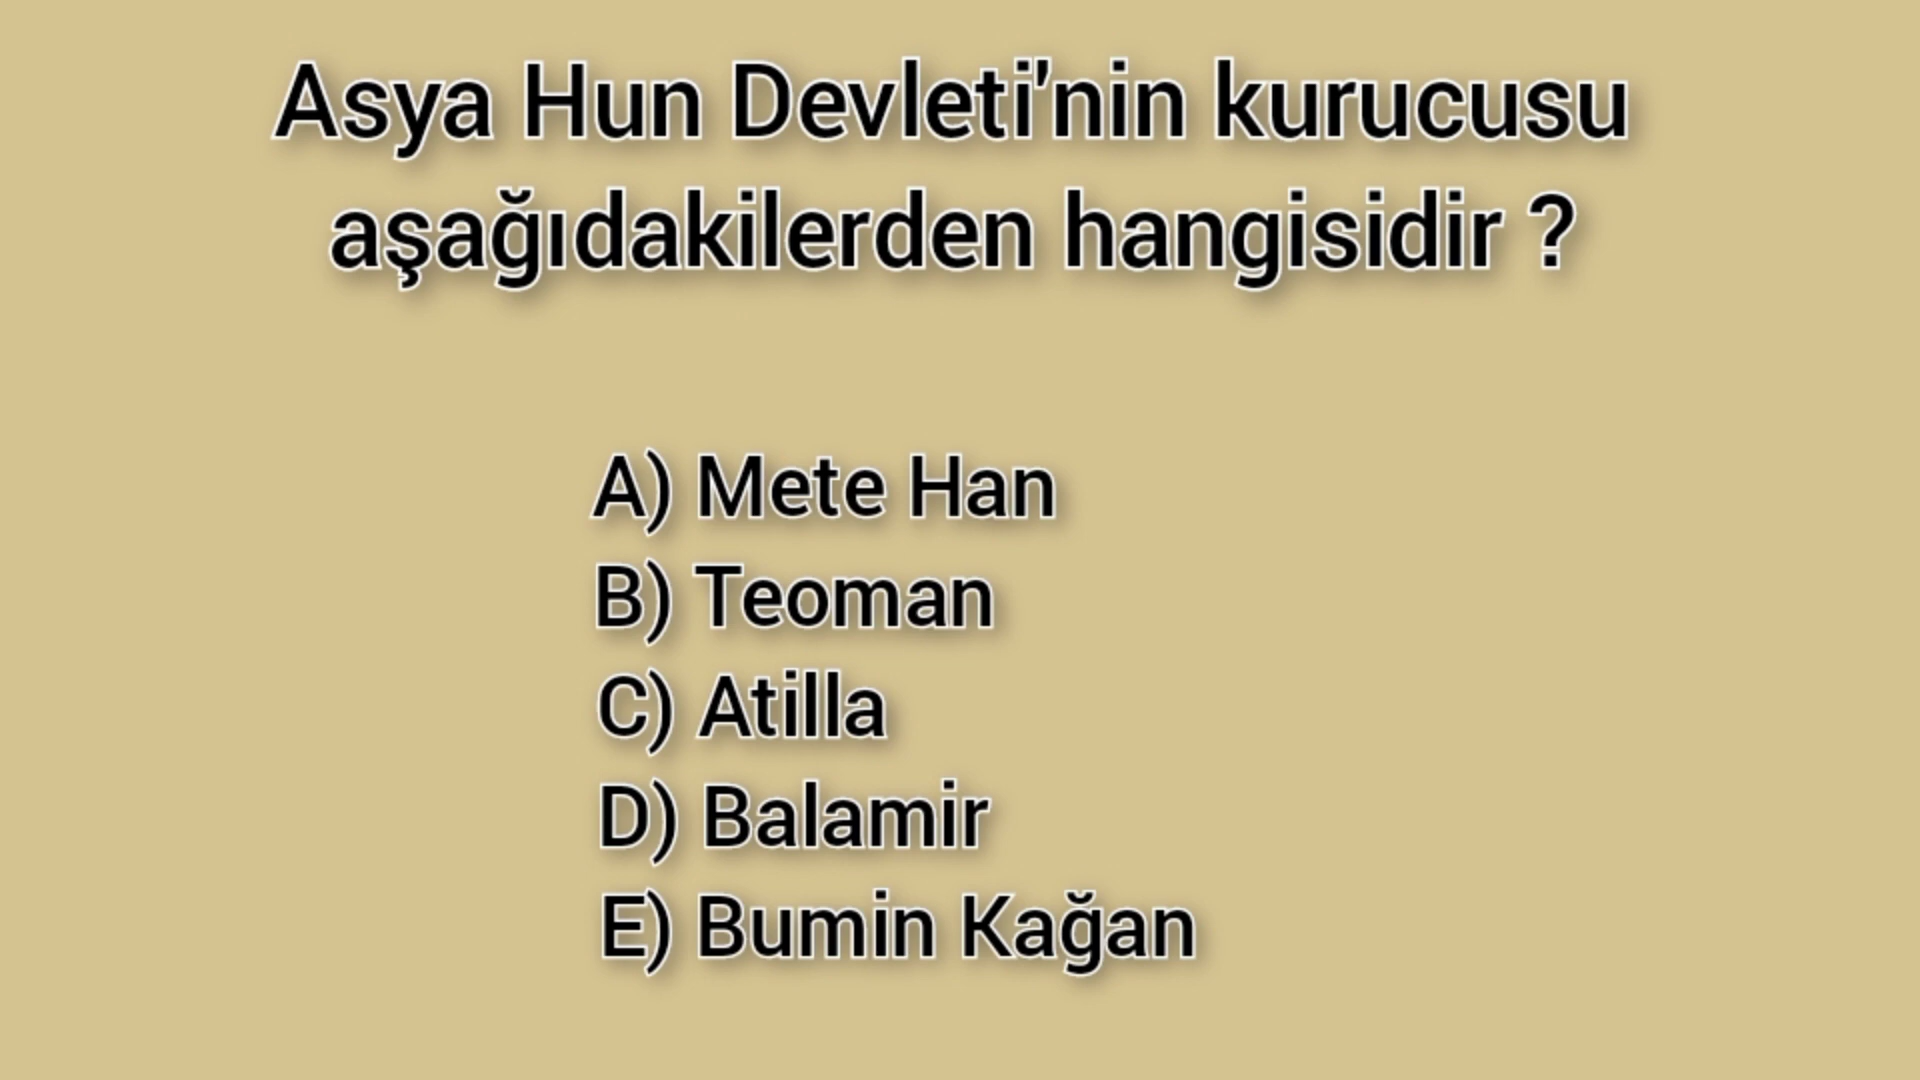 Asya Hun Devleti'nin kurucusu
aşağıdakilerden hangisidir ?
A) Mete Han
B) Teoman
C) Atilla
D) Balamir
E) Bumin Kağan